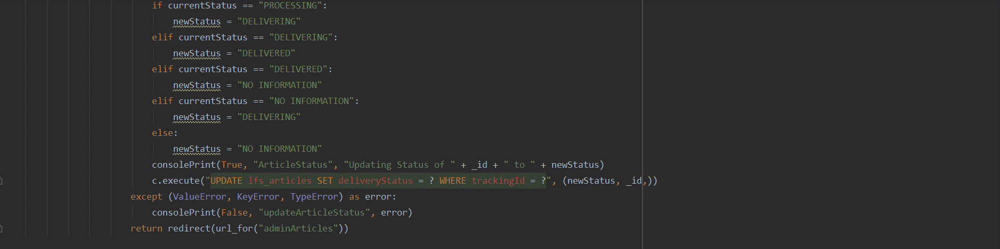 if currentStatus == "PROCESSING":
newStatus = "DELIVERING"
elif currentStatus == "DELIVERING":
newStatus = "DELIVERED"
elif currentStatus == "DELIVERED":
newStatus = "NO INFORMATION"
elif currentStatus == "NO INFORMATION":
newStatus = "DELIVERING"
else:
newStatus = "NO INFORMATION"
consolePrint(True, "ArticleStatus", "Updating Status of " + _id + " to " + newStatus)
c.execute("UPDATE lfs_articles SET deliveryStatus = ? WHERE trackingId = ?", (newStatus, _id,))
except (ValueError, KeyError, TypeError) as error:
consolePrint(False, "updateArticleStatus", error)
return redirect(url_for("adminArticles"))